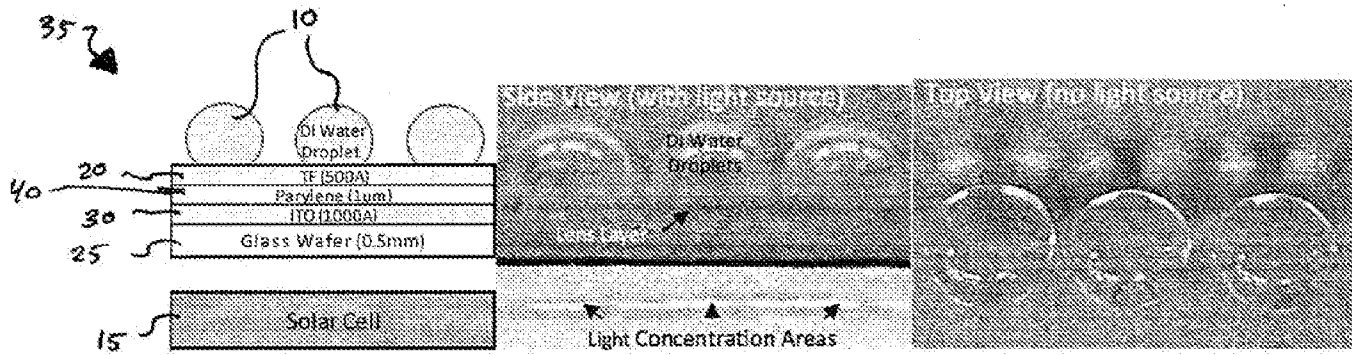 35
10
DI Water
Droplet
20
TF (500A)
40
Parylene (1um)
30
ITO (1000A)
25
Glass Wafer (0.5mm)
15
Solar Cell
Side View (with light source)
DI Water
Droplets
Layer
Light Concentration Areas
Top View (no light source)